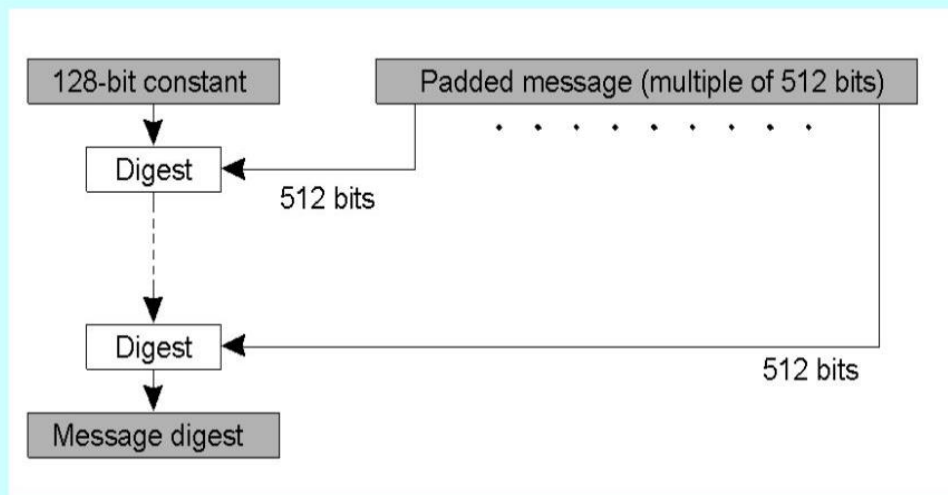 128-bit constant
Padded message (multiple of 512 bits)
Digest
512 bits
Digest
512 bits
Message digest